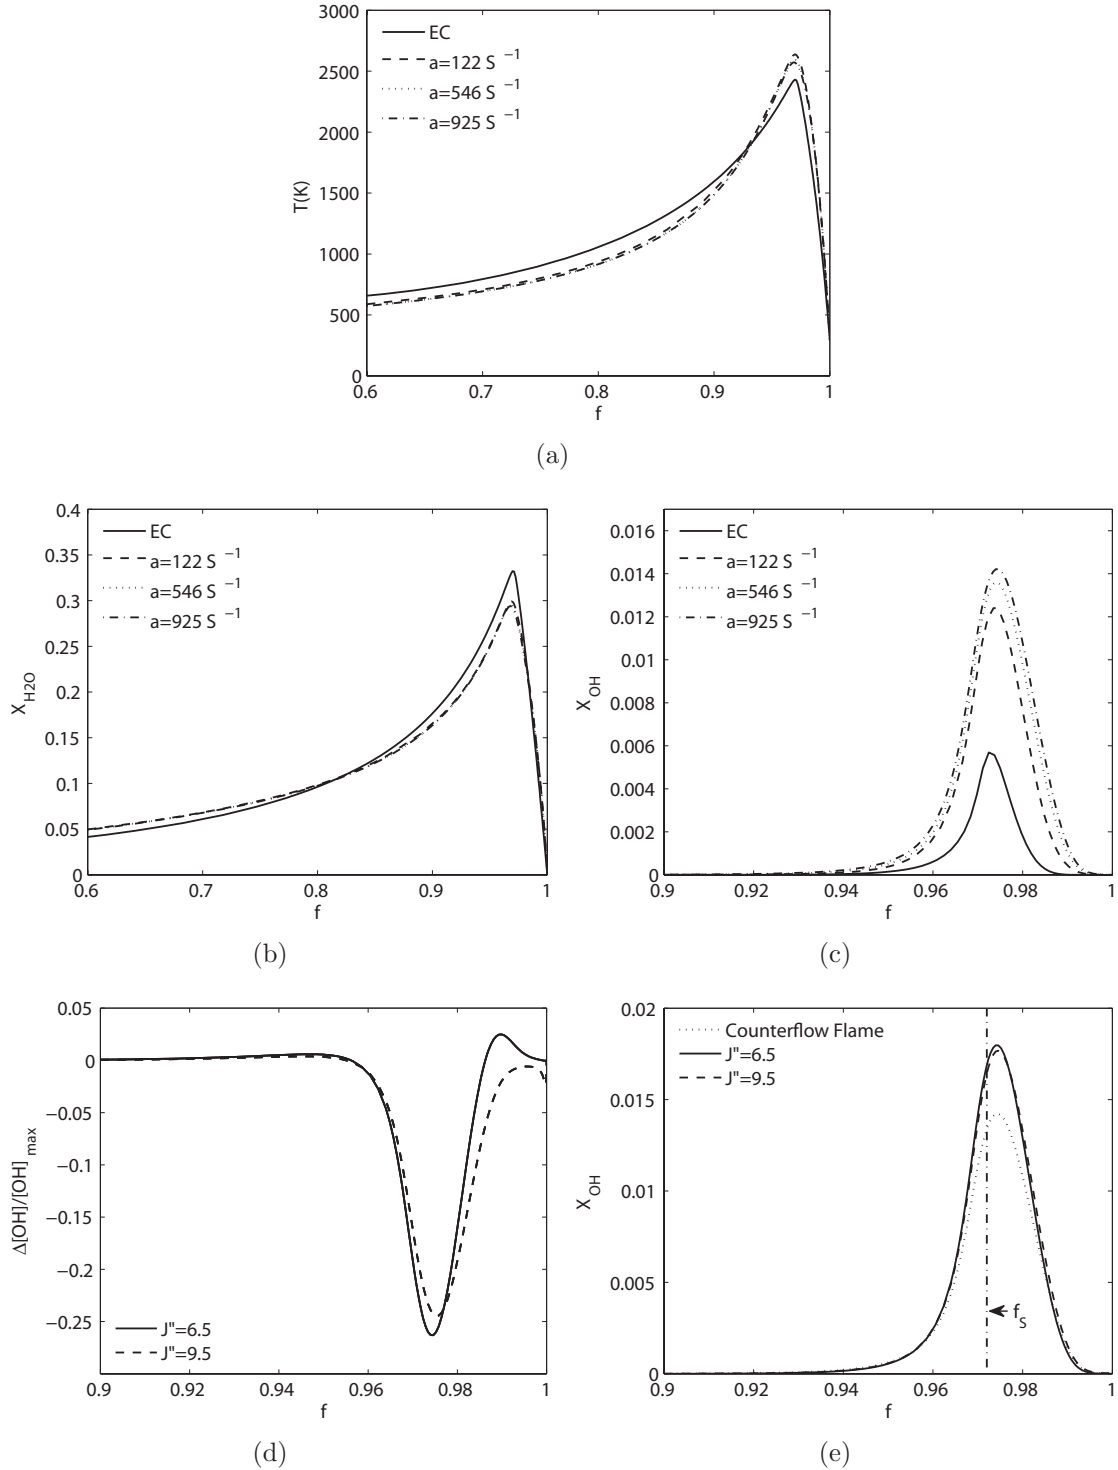 3000
2500
2000
1500
1000
500
0
T(K)
EC
a=122 S −1
a=546 S −1
a=925 S −1
0.6 0.7 0.8 0.9 1
f
(a)
0.4
0.35
0.3
0.25
0.2
0.15
0.1
0.05
0
X H2O
EC
a=122 S −1
a=546 S −1
a=925 S −1
0.6 0.7 0.8 0.9 1
f
(b)
0.016
0.014
0.012
0.01
0.008
0.006
0.004
0.002
0
X OH
EC
a=122 S −1
a=546 S −1
a=925 S −1
0.9 0.92 0.94 0.96 0.98 1
f
(c)
0.05
0
−0.05
−0.1
−0.15
−0.2
−0.25
Δ[OH]/[OH] max
J"=6.5
J"=9.5
0.9 0.92 0.94 0.96 0.98 1
f
(d)
0.02
0.015
0.01
0.005
0
X OH
Counterflow Flame
J"=6.5
J"=9.5
f S
0.9 0.92 0.94 0.96 0.98 1
f
(e)